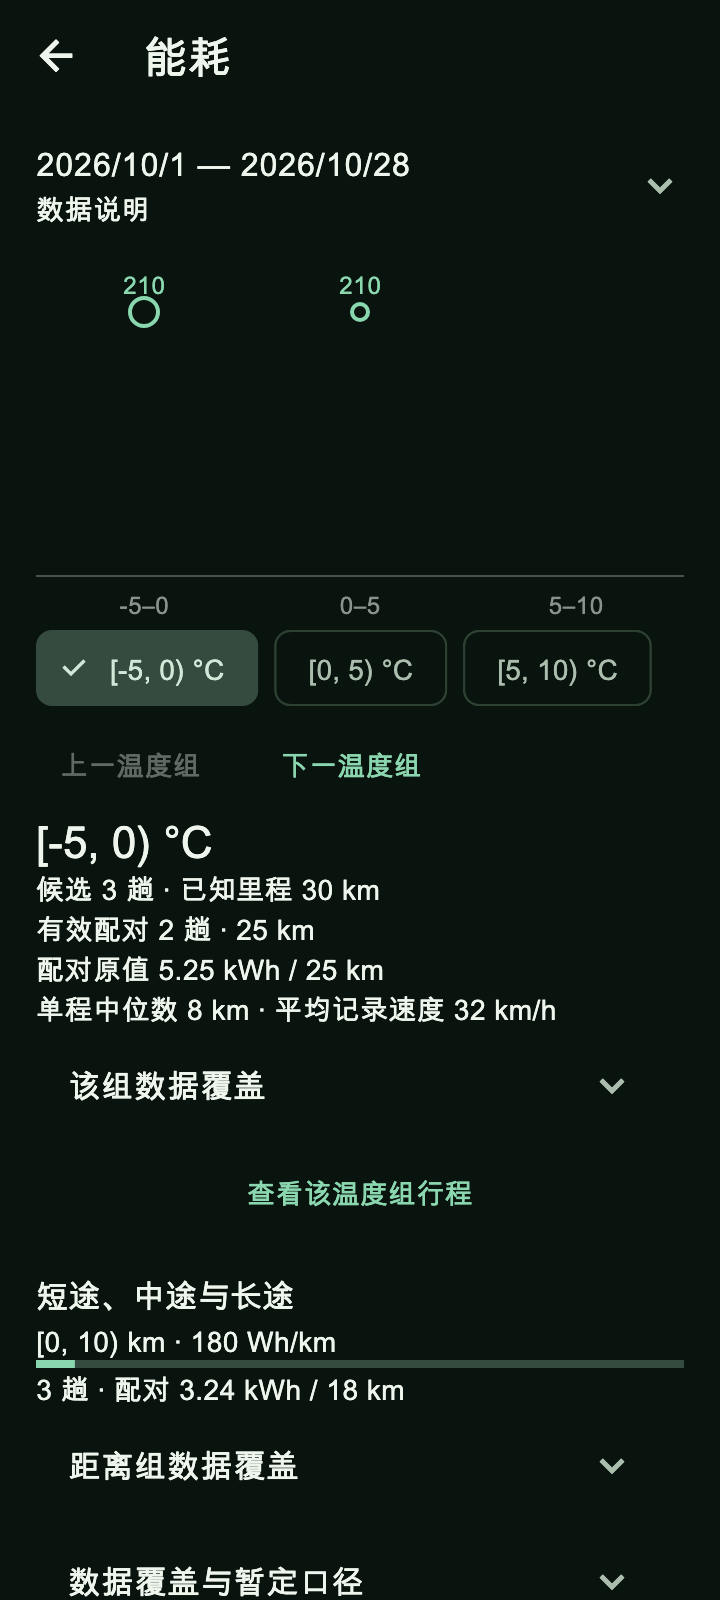 能耗
2026/10/1 — 2026/10/28
数据说明
210 210
-5–0 0–5 5–10
[-5, 0) °C [0, 5) °C [5, 10) °C
上一温度组 下一温度组
[-5, 0) °C
候选 3 趟 · 已知里程 30 km
有效配对 2 趟 · 25 km
配对原值 5.25 kWh / 25 km
单程中位数 8 km · 平均记录速度 32 km/h
该组数据覆盖
查看该温度组行程
短途、中途与长途
[0, 10) km · 180 Wh/km
3 趟 · 配对 3.24 kWh / 18 km
距离组数据覆盖
数据覆盖与暂定口径